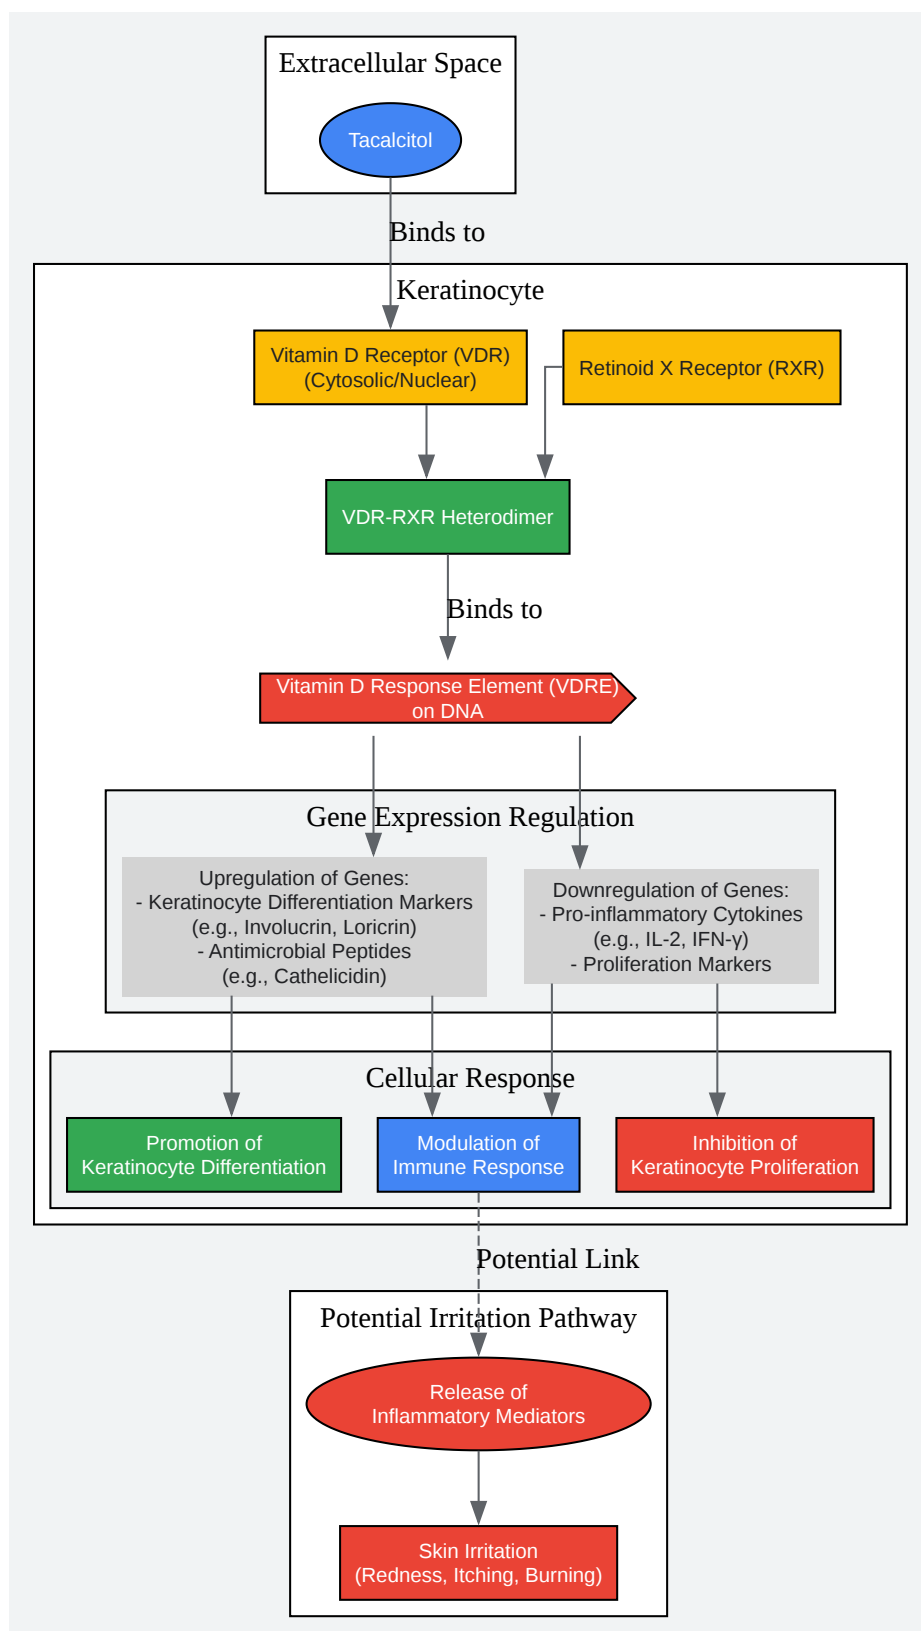 Extracellular Space
Tacalcitol
Binds to
Keratinocyte
Vitamin D Receptor (VDR)
(Cytosolic/Nuclear)
Retinoid X Receptor (RXR)
VDR-RXR Heterodimer
Binds to
Vitamin D Response Element (VDRE)
on DNA
Gene Expression Regulation
Upregulation of Genes:
- Keratinocyte Differentiation Markers
(e.g., Involucrin, Loricrin)
- Antimicrobial Peptides
(e.g., Cathelicidin)
Downregulation of Genes:
- Pro-inflammatory Cytokines
(e.g., IL-2, IFN-γ)
- Proliferation Markers
Cellular Response
Promotion of
Keratinocyte Differentiation
Modulation of
Immune Response
Inhibition of
Keratinocyte Proliferation
Potential Link
Potential Irritation Pathway
Release of
Inflammatory Mediators
Skin Irritation
(Redness, Itching, Burning)